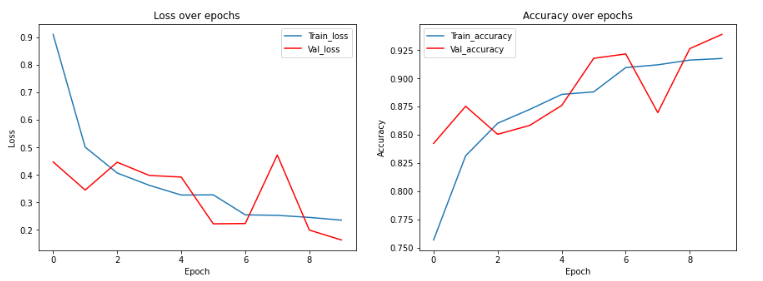 Loss over epochs
Train_loss
Val_loss
0.9
0.8
0.7
0.6
0.5
0.4
0.3
0.2
Loss
0 2 4 6 8
Epoch
Accuracy over epochs
Train_accuracy
Val_accuracy
0.925
0.900
0.875
0.850
0.825
0.800
0.775
0.750
Accuracy
0 2 4 6 8
Epoch